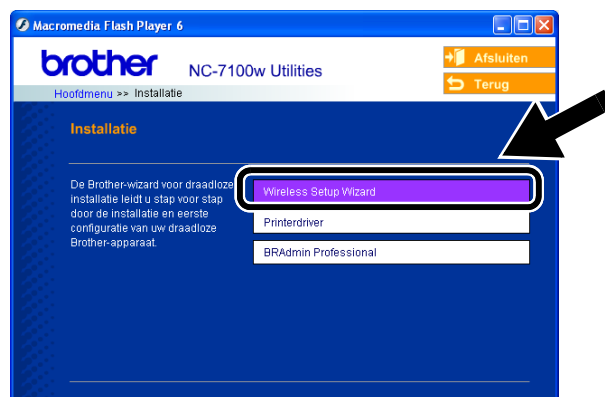 Macromedia Flash Player 6
brother
NC-7100w Utilities
Afsluiten
Terug
Hoofdmenu >> Installatie
Installatie
De Brother-wizard voor draadloze
installatie leidt u stap voor stap
door de installatie en eerste
configuratie van uw draadloze
Brother-apparaat.
Wireless Setup Wizard
Printerdriver
BRAdmin Professional